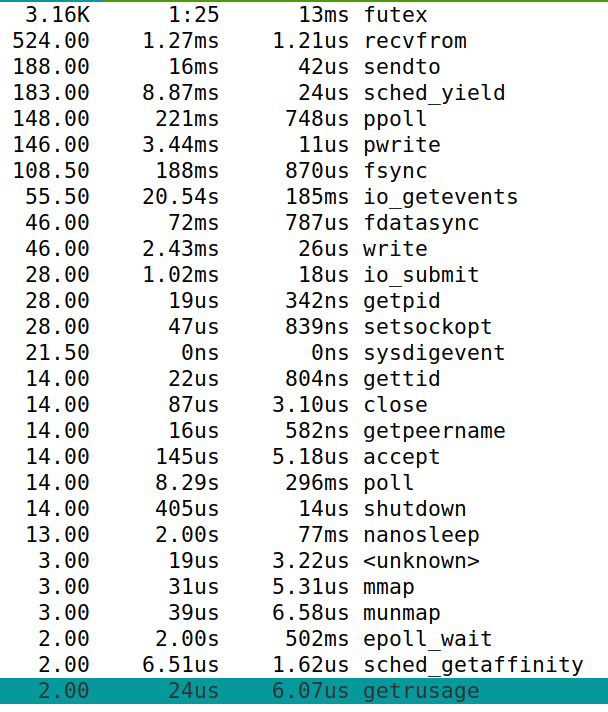 3.16K 1:25 13ms futex
524.00 1.27ms 1.21us recvfrom
188.00 16ms 42us sendto
183.00 8.87ms 24us sched_yield
148.00 221ms 748us ppoll
146.00 3.44ms 11us pwrite
108.50 188ms 870us fsync
55.50 20.54s 185ms io_getevents
46.00 72ms 787us fdatasync
46.00 2.43ms 26us write
28.00 1.02ms 18us io_submit
28.00 19us 342ns getpid
28.00 47us 839ns setsockopt
21.50 0ns 0ns sysdigevent
14.00 22us 804ns gettid
14.00 87us 3.10us close
14.00 16us 582ns getpeername
14.00 145us 5.18us accept
14.00 8.29s 296ms poll
14.00 405us 14us shutdown
13.00 2.00s 77ms nanosleep
3.00 19us 3.22us <unknown>
3.00 31us 5.31us mmap
3.00 39us 6.58us munmap
2.00 2.00s 502ms epoll_wait
2.00 6.51us 1.62us sched_getaffinity
2.00 24us 6.07us getrusage